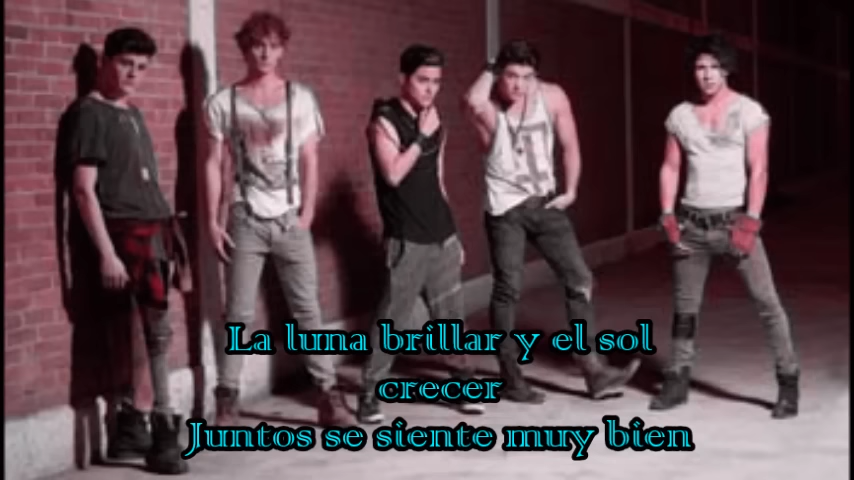 La luna brillar y el sol
crecer
Juntos se siente muy bien